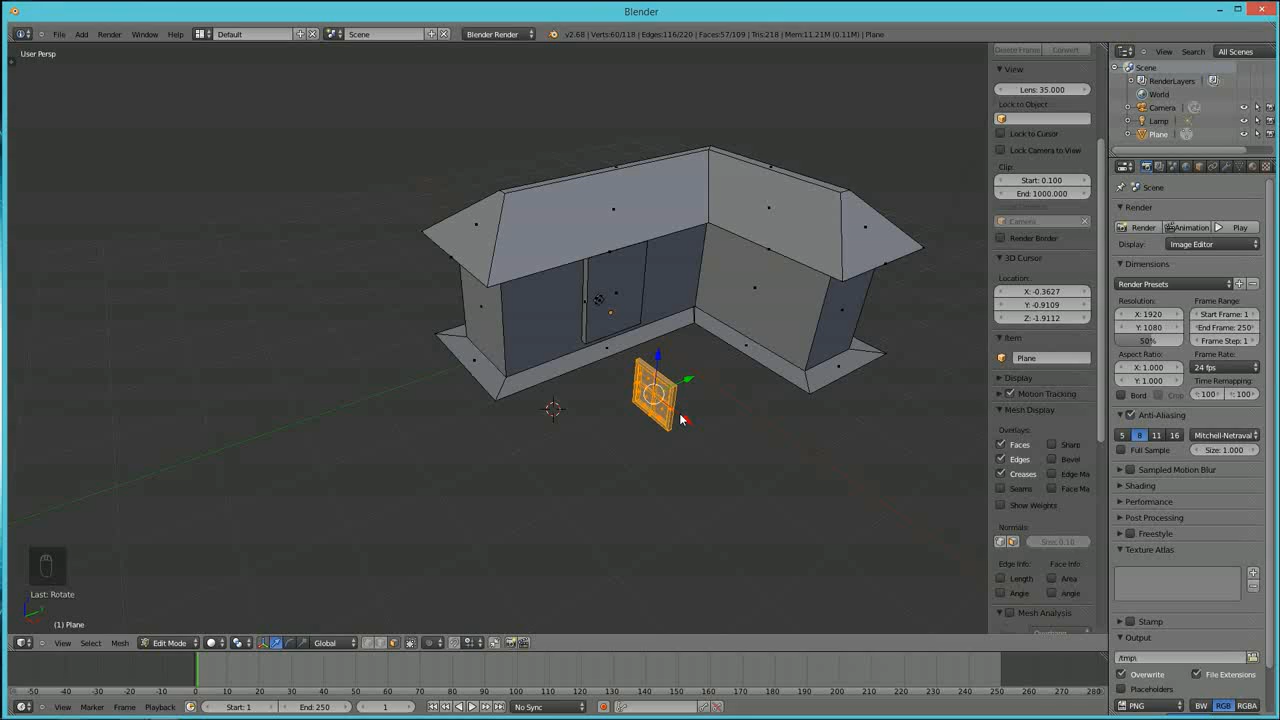 Blender
File Add Render Window Help Default Scene Blender Render v2.68 | Verts:60/118 | Edges:116/220 | Faces:57/109 | Tris:218 | Mem:11.21M (0.11M) | Plane
User Persp
Delete Frame Convert
View
Lens: 35.000
Lock to Object:
Lock to Cursor
Lock Camera to View
Clip:
Start: 0.100
End: 1000.000
Camera
Render Border
3D Cursor
Location:
X: -0.3627
Y: -0.9109
Z: -1.9112
Item
Plane
Display
Motion Tracking
Mesh Display
Overlays:
Faces Sharp
Edges Bevel
Creases Edge Ma
Seams Face Ma
Show Weights
Normals:
Size: 0.10
Edge Info: Face Info:
Length Area
Angle Angle
Mesh Analysis
View Search All Scenes
Scene
RenderLayers
World
Camera
Lamp
Plane
Scene
Render
Render Animation Play
Display: Image Editor
Dimensions
Render Presets
Resolution: Frame Range:
X: 1920 Start Frame: 1
Y: 1080 End Frame: 250
50% Frame Step: 1
Aspect Ratio: Frame Rate:
X: 1.000 24 fps
Y: 1.000 Time Remapping:
Bord Crop : 100 : 100
Anti-Aliasing
5 8 11 16 Mitchell-Netraval
Full Sample Size: 1.000
Sampled Motion Blur
Shading
Performance
Post Processing
Freestyle
Texture Atlas
Stamp
Output
/tmp\
Overwrite File Extensions
Placeholders
PNG BW RGB RGBA
Last: Rotate
(1) Plane
View Select Mesh Edit Mode Global
-50 -40 -30 -20 -10 0 10 20 30 40 50 60 70 80 90 100 110 120 130 140 150 160 170 180 190 200 210 220 230 240 250 260 270 280
View Marker Frame Playback Start: 1 End: 250 1 No Sync